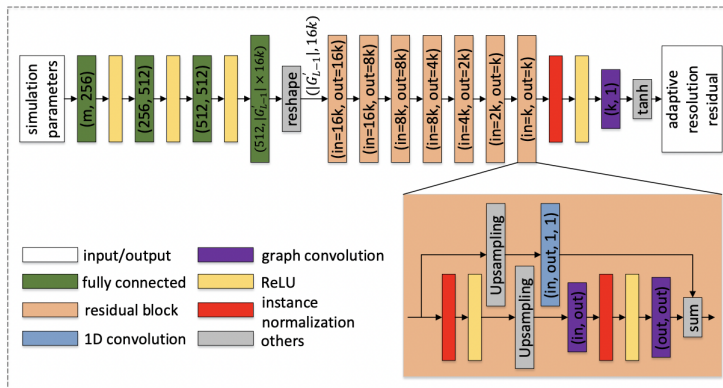 simulation
parameters
(m, 256)
(256, 512)
(512, 512)
(512, |G'_{L-1}| × 16k)
reshape
(|G'_{L-1}|, 16k)
(in=16k, out=16k)
(in=16k, out=8k)
(in=8k, out=8k)
(in=8k, out=4k)
(in=4k, out=2k)
(in=2k, out=k)
(in=k, out=k)
(k, 1)
tanh
adaptive
resolution
residual
input/output
fully connected
residual block
1D convolution
graph convolution
ReLU
instance
normalization
others
Upsampling
(in, out, 1, 1)
Upsampling
(in, out)
(out, out)
sum